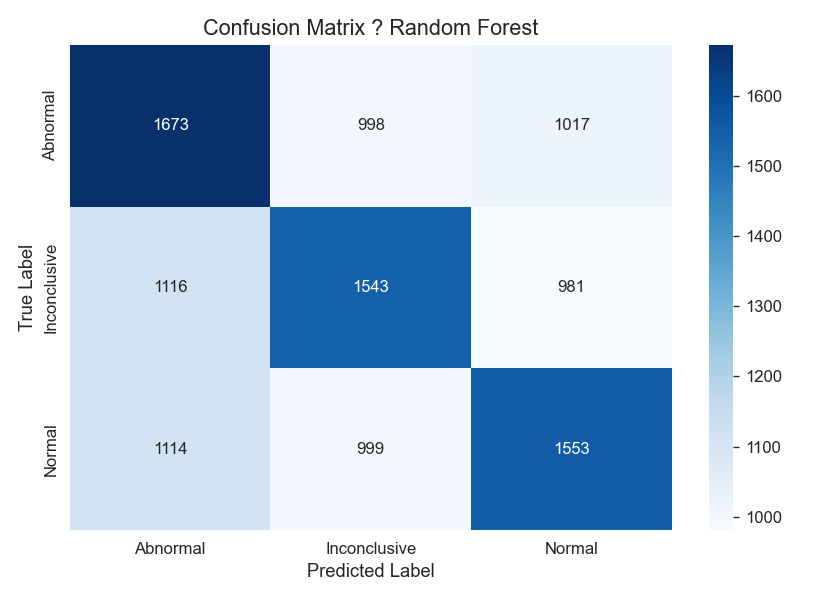 Confusion Matrix ? Random Forest
True Label
Abnormal
1673 998 1017
Inconclusive
1116 1543 981
Normal
1114 999 1553
Abnormal Inconclusive Normal
Predicted Label
1600
1500
1400
1300
1200
1100
1000